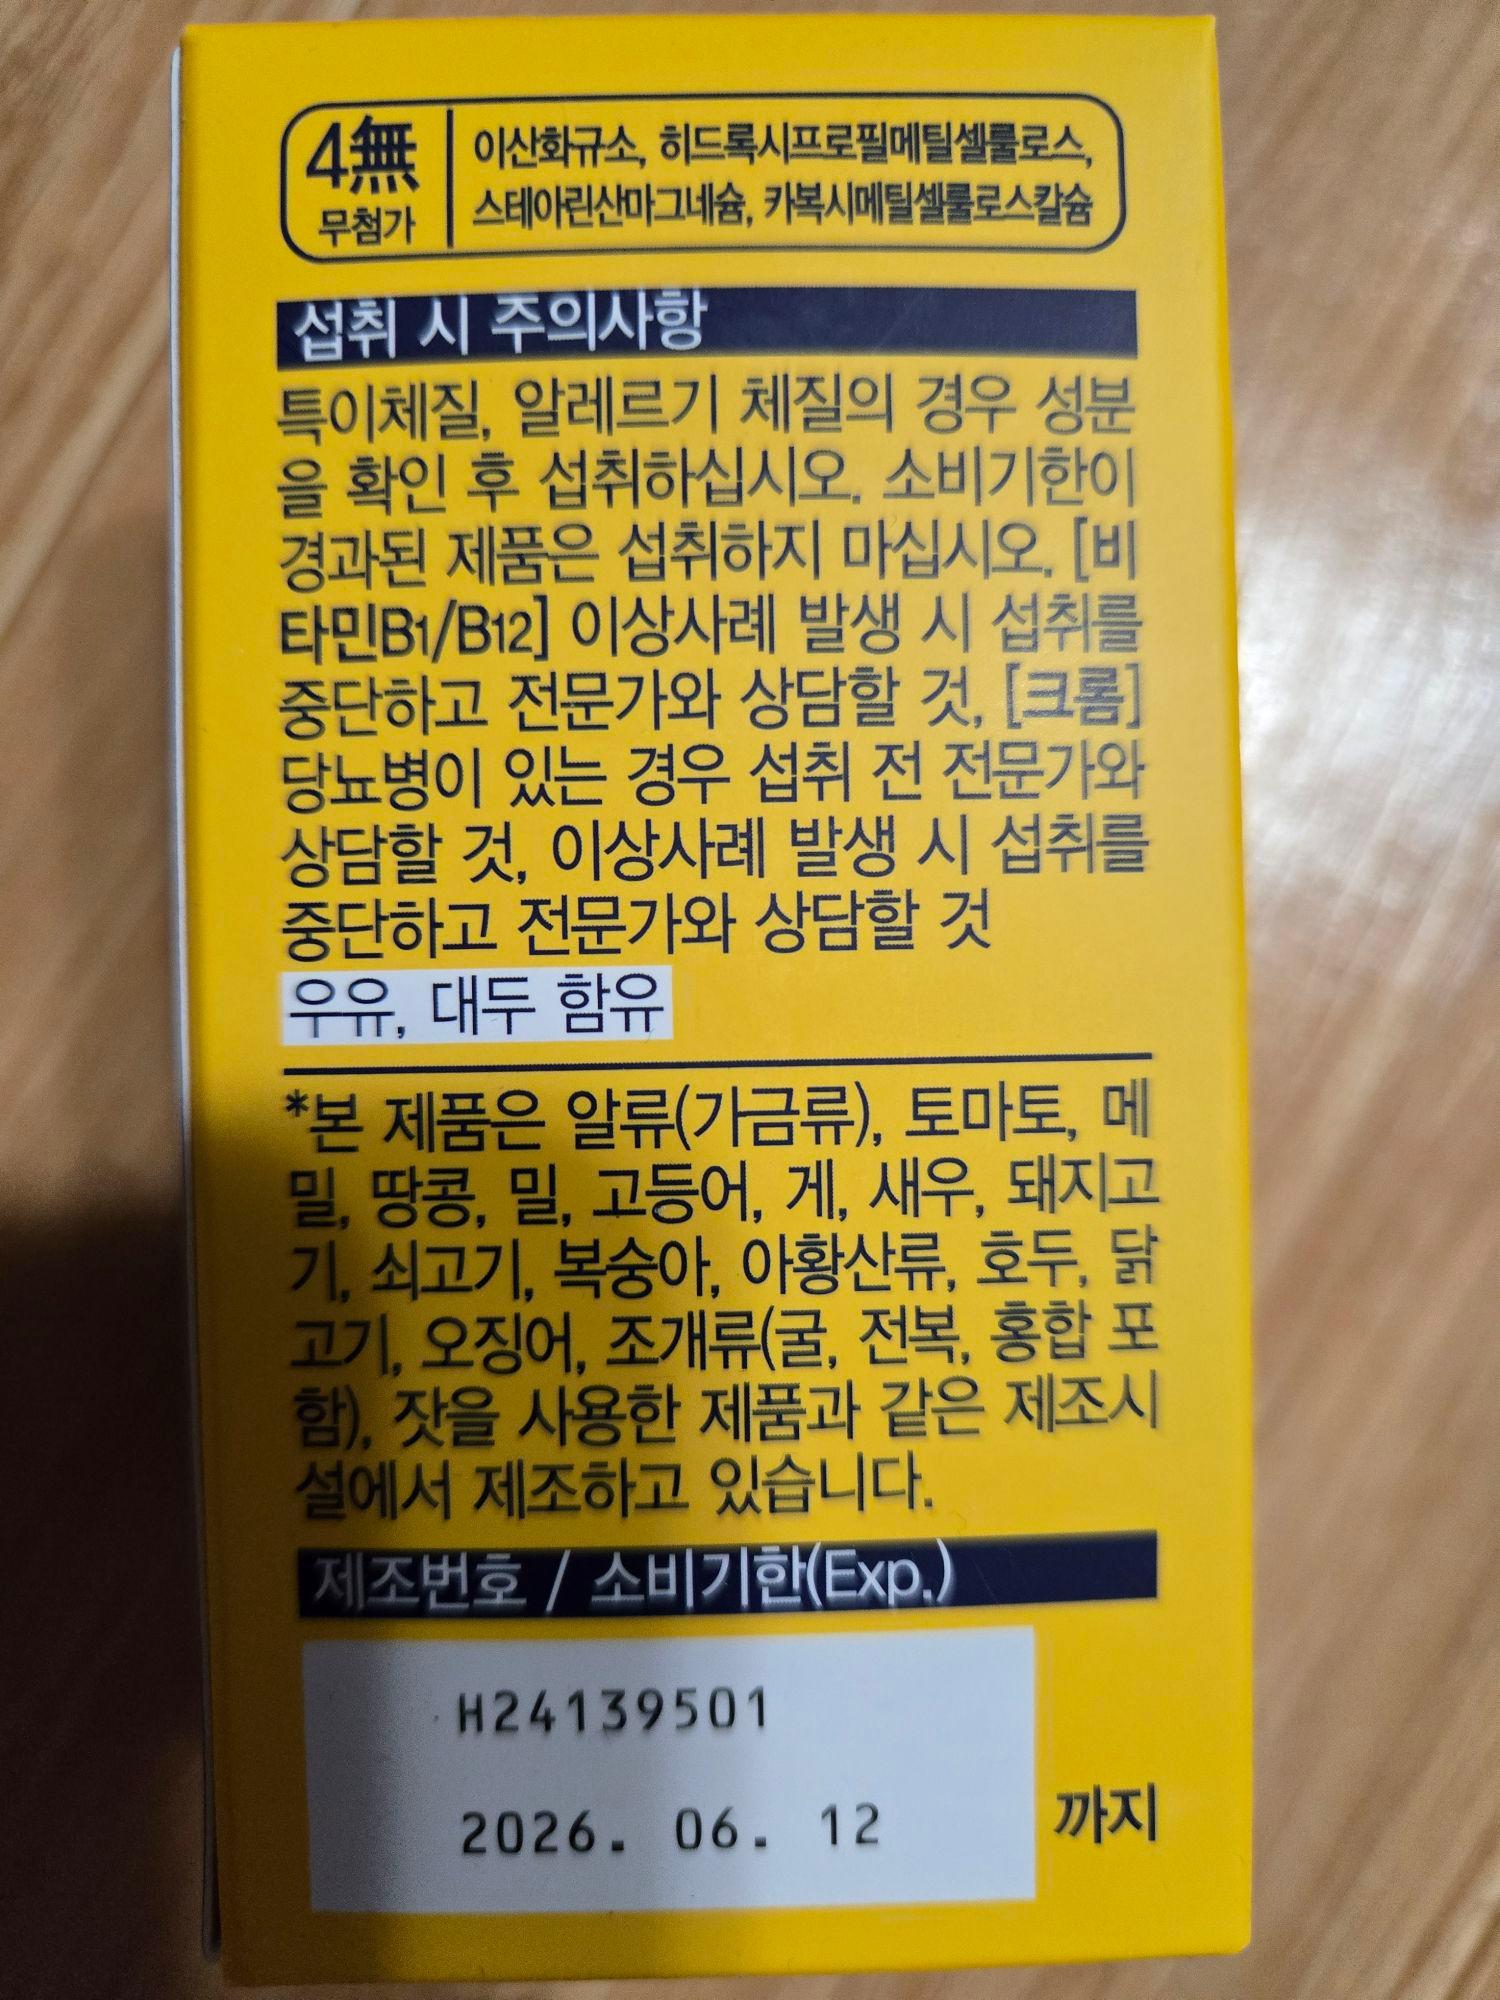 4無
무첨가
이산화규소, 히드록시프로필메틸셀룰로스,
스테아린산마그네슘, 카복시메틸셀룰로스칼슘
섭취 시 주의사항
특이체질, 알레르기 체질의 경우 성분
을 확인 후 섭취하십시오. 소비기한이
경과된 제품은 섭취하지 마십시오. [비
타민B1/B12] 이상사례 발생 시 섭취를
중단하고 전문가와 상담할 것, [크롬]
당뇨병이 있는 경우 섭취 전 전문가와
상담할 것, 이상사례 발생 시 섭취를
중단하고 전문가와 상담할 것
우유, 대두 함유
*본 제품은 알류(가금류), 토마토, 메
밀, 땅콩, 밀, 고등어, 게, 새우, 돼지고
기, 쇠고기, 복숭아, 아황산류, 호두, 닭
고기, 오징어, 조개류(굴, 전복, 홍합 포
함), 잣을 사용한 제품과 같은 제조시
설에서 제조하고 있습니다.
제조번호 / 소비기한(Exp.)
H24139501
2026. 06. 12 까지